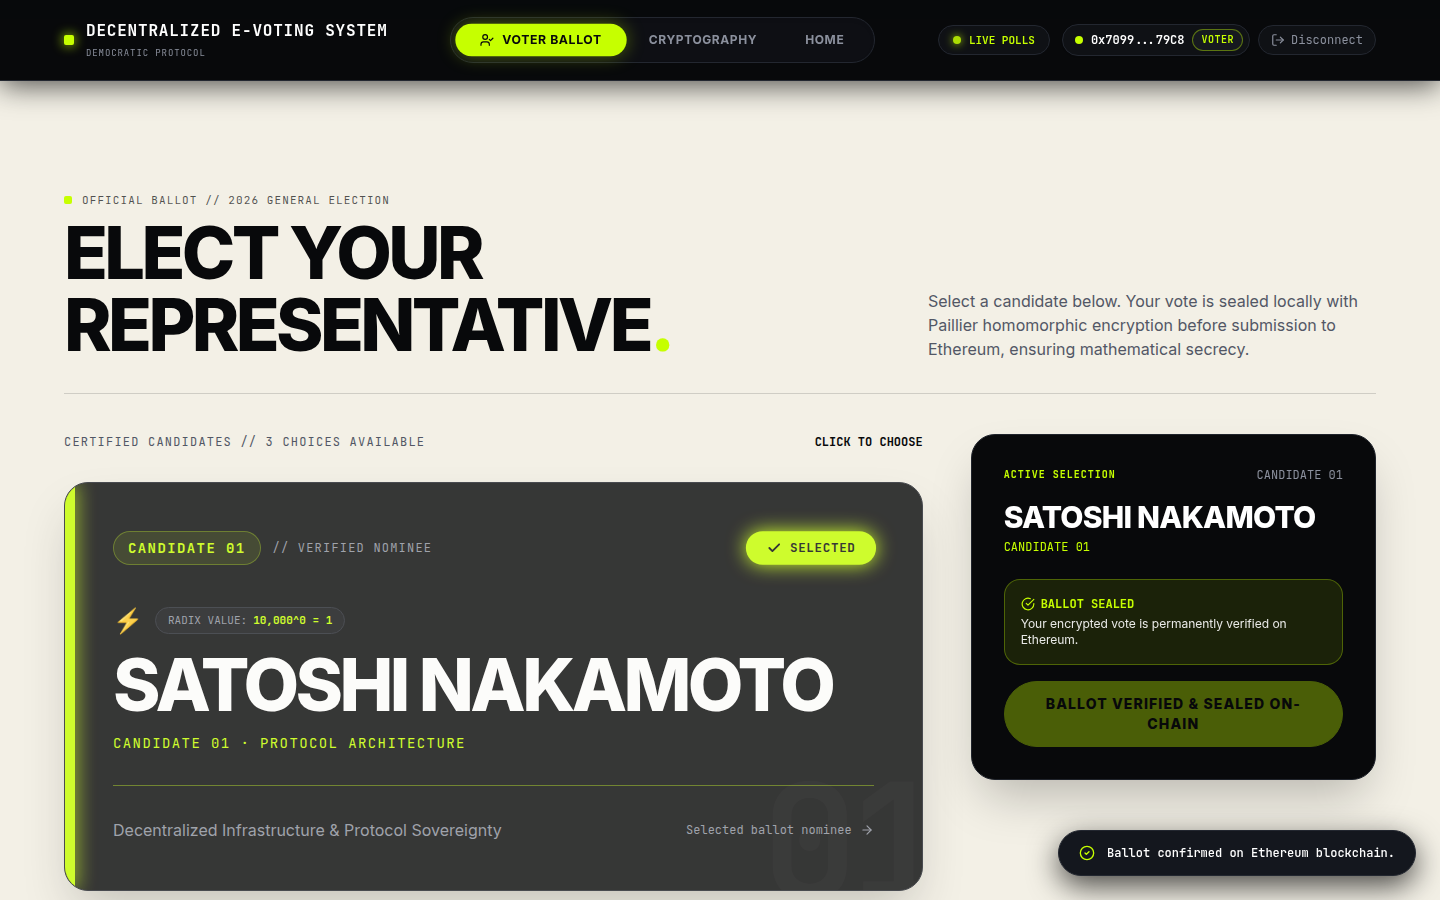 DECENTRALIZED E-VOTING SYSTEM
DEMOCRATIC PROTOCOL
VOTER BALLOT
CRYPTOGRAPHY
HOME
LIVE POLLS
0x7099...79C8 VOTER
Disconnect
OFFICIAL BALLOT // 2026 GENERAL ELECTION
ELECT YOUR
REPRESENTATIVE.
Select a candidate below. Your vote is sealed locally with
Paillier homomorphic encryption before submission to
Ethereum, ensuring mathematical secrecy.
CERTIFIED CANDIDATES // 3 CHOICES AVAILABLE
CLICK TO CHOOSE
CANDIDATE 01 // VERIFIED NOMINEE
SELECTED
RADIX VALUE: 10,000^0 = 1
SATOSHI NAKAMOTO
CANDIDATE 01 · PROTOCOL ARCHITECTURE
Decentralized Infrastructure & Protocol Sovereignty
Selected ballot nominee →
01
ACTIVE SELECTION
CANDIDATE 01
SATOSHI NAKAMOTO
CANDIDATE 01
BALLOT SEALED
Your encrypted vote is permanently verified on
Ethereum.
BALLOT VERIFIED & SEALED ON-
CHAIN
Ballot confirmed on Ethereum blockchain.